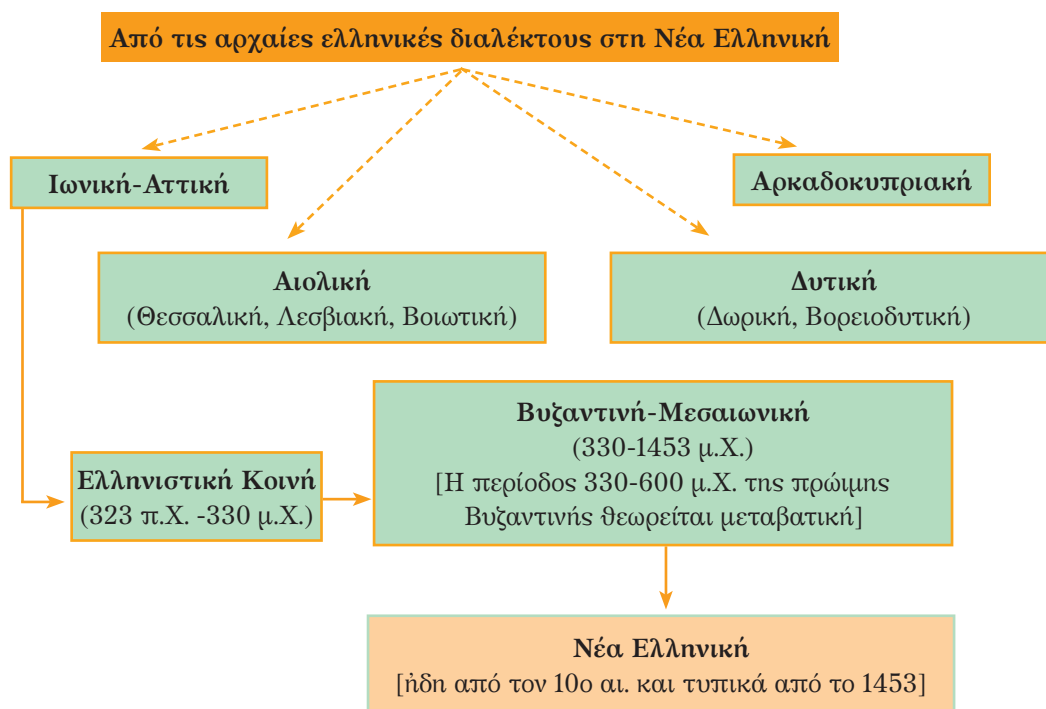 Από τις αρχαίες ελληνικές διαλέκτους στη Νέα Ελληνική
Ιωνική-Αττική
Αρκαδοκυπριακή
Αιολική
(Θεσσαλική, Λεσβιακή, Βοιωτική)
Δυτική
(Δωρική, Βορειοδυτική)
Ελληνιστική Κοινή
(323 π.Χ. -330 μ.Χ.)
Βυζαντινή-Μεσαιωνική
(330-1453 μ.Χ.)
[Η περίοδος 330-600 μ.Χ. της πρώιμης
Βυζαντινής θεωρείται μεταβατική]
Νέα Ελληνική
[ήδη από τον 10ο αι. και τυπικά από το 1453]